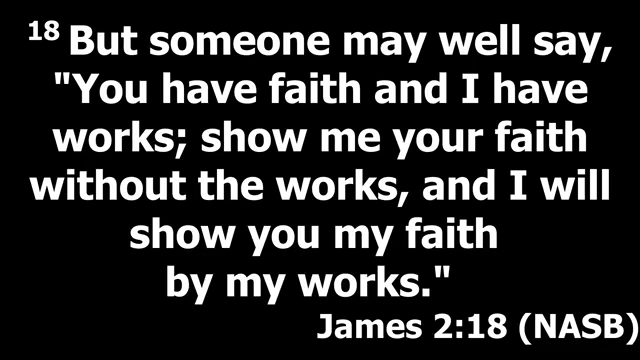 18 But someone may well say,
"You have faith and I have
works; show me your faith
without the works, and I will
show you my faith
by my works."
James 2:18 (NASB)